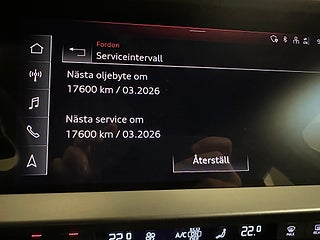 Fordon
Serviceintervall
Nästa oljebyte om
17600 km / 03.2026
Nästa service om
17600 km / 03.2026
Återställ
22.0
A/C
22.0
MAX